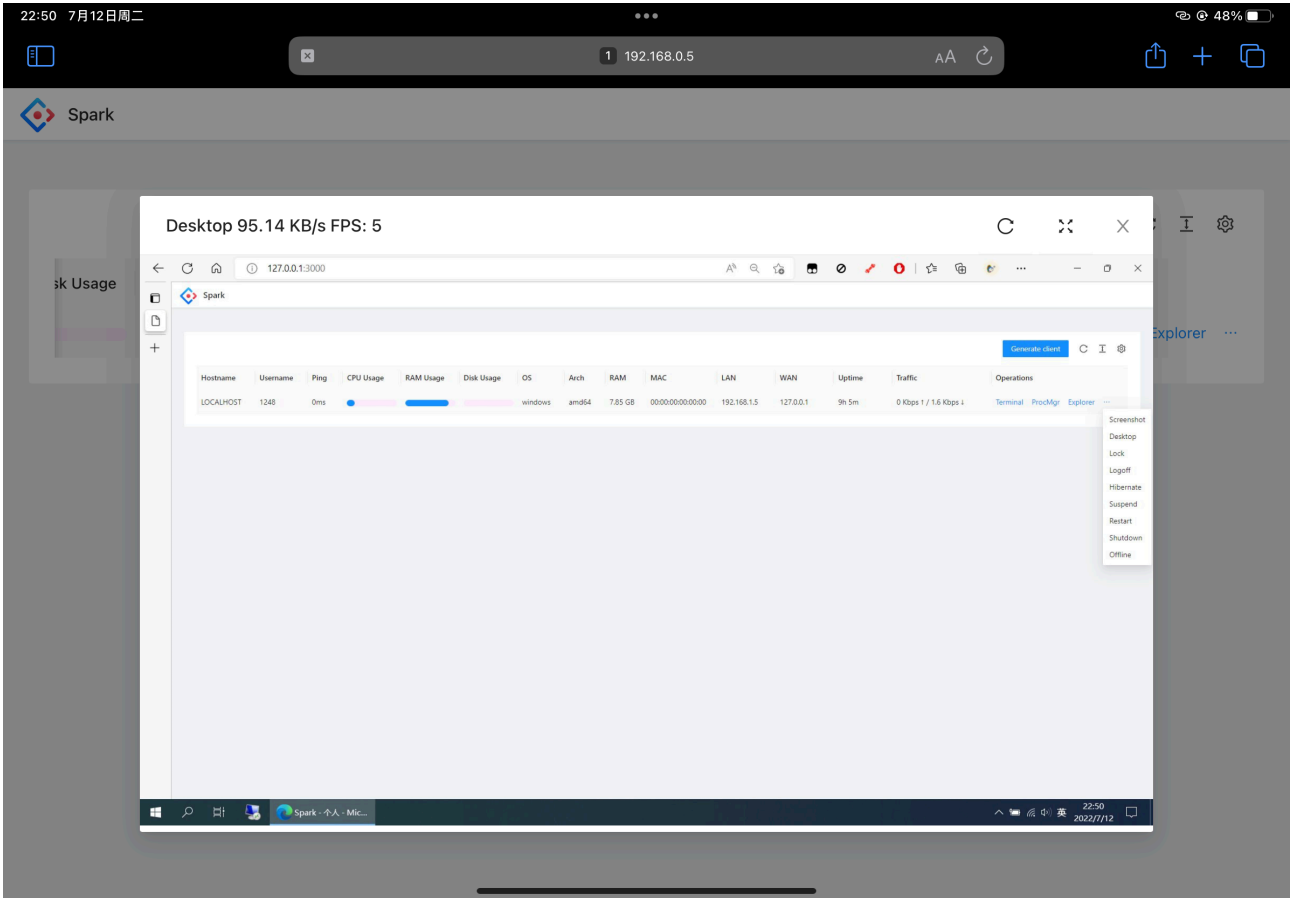 22:50 7月12日周二
48%
1 192.168.0.5
AA
Spark
Desktop 95.14 KB/s FPS: 5
sk Usage
Explorer ···
127.0.0.1:3000
Spark
Generate client
Hostname Username Ping CPU Usage RAM Usage Disk Usage OS Arch RAM MAC LAN WAN Uptime Traffic Operations
LOCALHOST 1248 0ms windows amd64 7.85 GB 00:00:00:00:00:00 192.168.1.5 127.0.0.1 9h 5m 0 Kbps ↑ / 1.6 Kbps ↓ Terminal ProcMgr Explorer ···
Screenshot
Desktop
Lock
Logoff
Hibernate
Suspend
Restart
Shutdown
Offline
Spark - 个人 - Mic...
英
22:50
2022/7/12